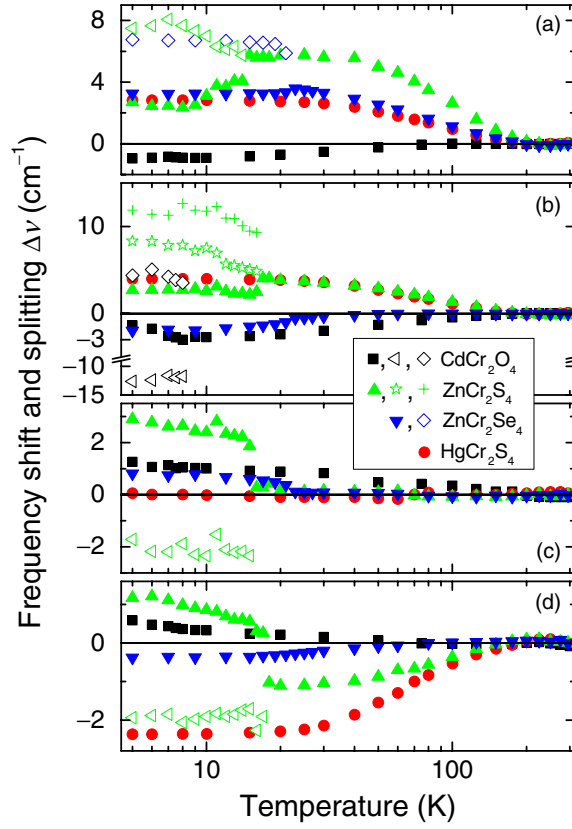 (a)
8
4
0
(b)
10
0
−3
−10
−15
■,◁,◇ CdCr₂O₄
▲,☆,+ ZnCr₂S₄
▼,◇ ZnCr₂Se₄
● HgCr₂S₄
2
0
−2
(c)
(d)
0
−2
10
100
Temperature (K)
Frequency shift and splitting Δν (cm⁻¹)